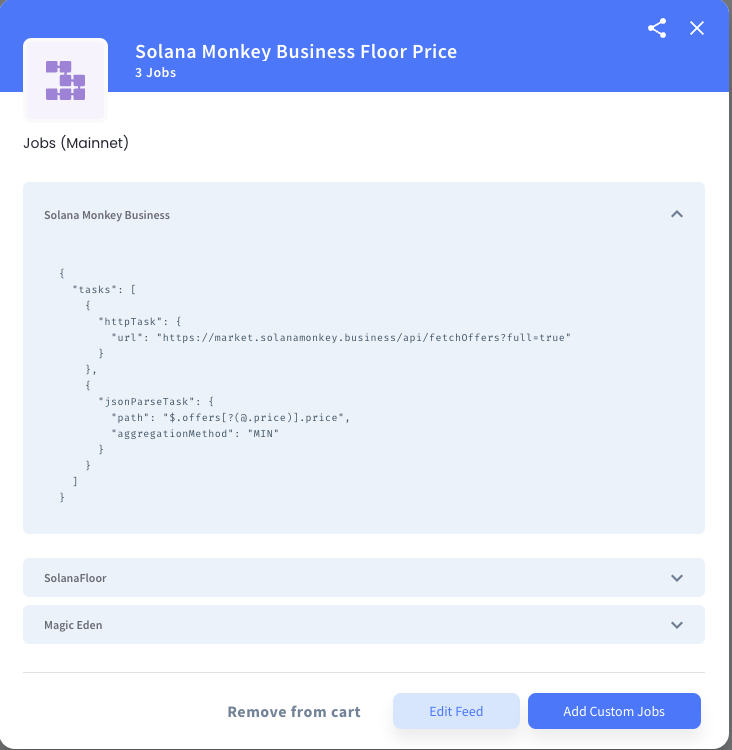 Solana Monkey Business Floor Price
3 Jobs
Jobs (Mainnet)
Solana Monkey Business
{
"tasks": [
{
"httpTask": {
"url": "https://market.solanamonkey.business/api/fetchOffers?full=true"
}
},
{
"jsonParseTask": {
"path": "$.offers[?(@.price)].price",
"aggregationMethod": "MIN"
}
}
]
}
SolanaFloor
Magic Eden
Remove from cart
Edit Feed
Add Custom Jobs